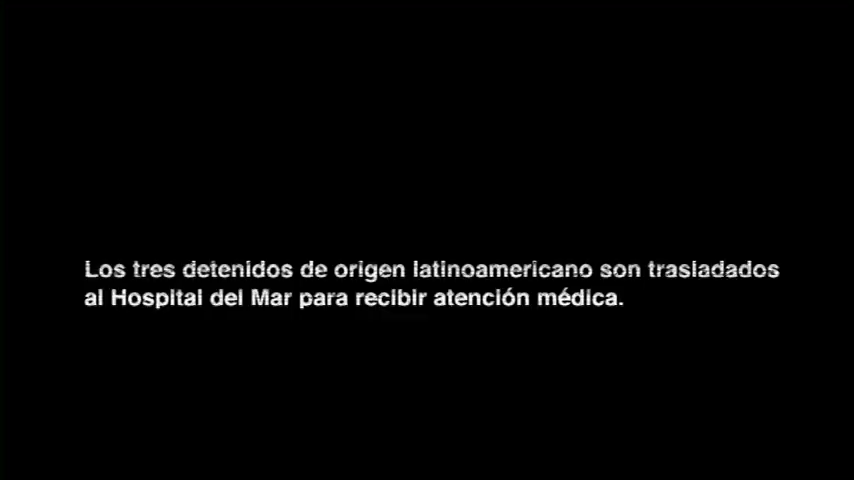 Los tres detenidos de origen latinoamericano son trasladados
al Hospital del Mar para recibir atención médica.